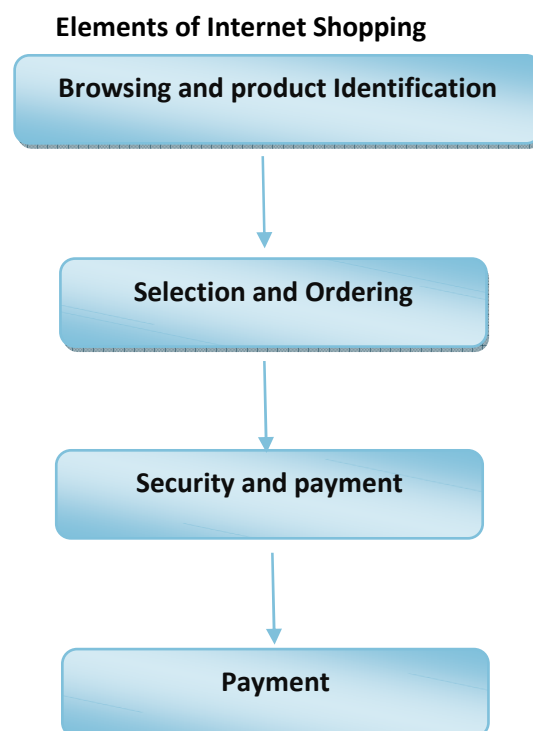 Elements of Internet Shopping
Browsing and product Identification
Selection and Ordering
Security and payment
Payment